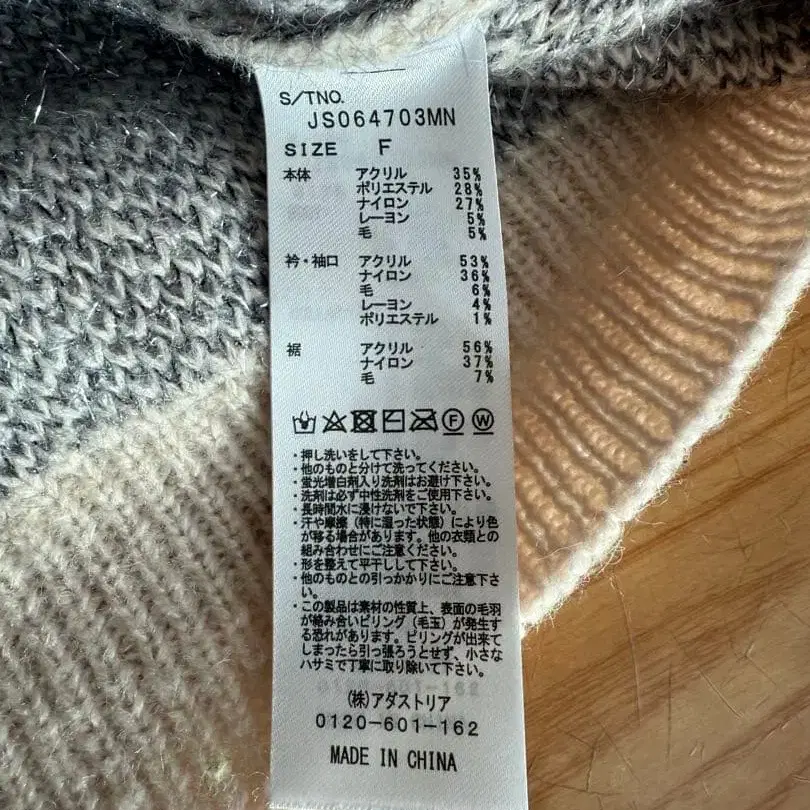 S/TNO.
JS064703MN
SIZE F
本体 アクリル 35%
ポリエステル 28%
ナイロン 27%
レーヨン 5%
毛 5%
衿・袖口 アクリル 53%
ナイロン 36%
毛 6%
レーヨン 4%
ポリエステル 1%
裾 アクリル 56%
ナイロン 37%
毛 7%
F W
・押し洗いをして下さい。
・他のものと分けて洗ってください。
・蛍光増白剤入り洗剤はお避け下さい。
・洗剤は必ず中性洗剤をご使用下さい。
・長時間水に浸けないで下さい。
・汗や摩擦（特に湿った状態）により色
が移る場合があります。他の衣類との
組み合わせにご注意ください。
・形を整えて平干しして下さい。
・他のものとの引っかかりにご注意下さ
い。
・この製品は素材の性質上、表面の毛羽
が絡み合いピリング（毛玉）が発生す
る恐れがあります。ピリングが出来て
しまったら引っ張ろうとせず、小さな
ハサミで丁寧に取り除いて下さい。
(株)アダストリア
0120-601-162
MADE IN CHINA